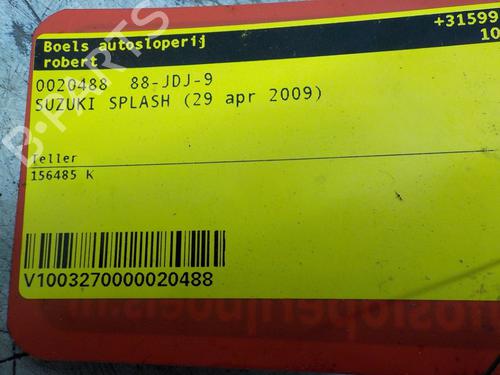 Boels autosloperij +31599
robert 10
0020488 88-JDJ-9
SUZUKI SPLASH (29 apr 2009)
Teller
156485 K
V1003270000020488
B-PARTS